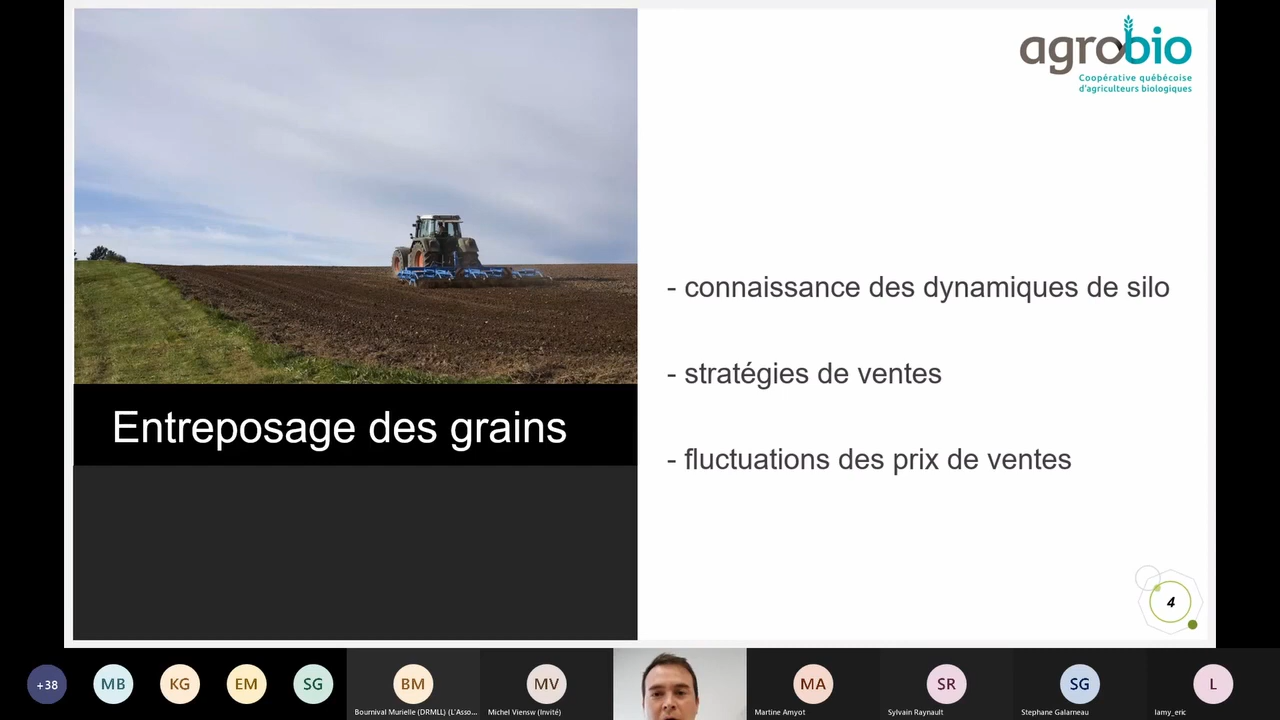 agrobio
Coopérative québécoise
d'agriculteurs biologiques
- connaissance des dynamiques de silo
- stratégies de ventes
- fluctuations des prix de ventes
Entreposage des grains
4
+38
MB
KG
EM
SG
BM
MV
MA
SR
SG
L
Bournival Murielle (DRMLL) (L'Asso...
Michel Viensw (Invité)
Martine Amyot
Sylvain Raynault
Stephane Galarneau
lamy_eric